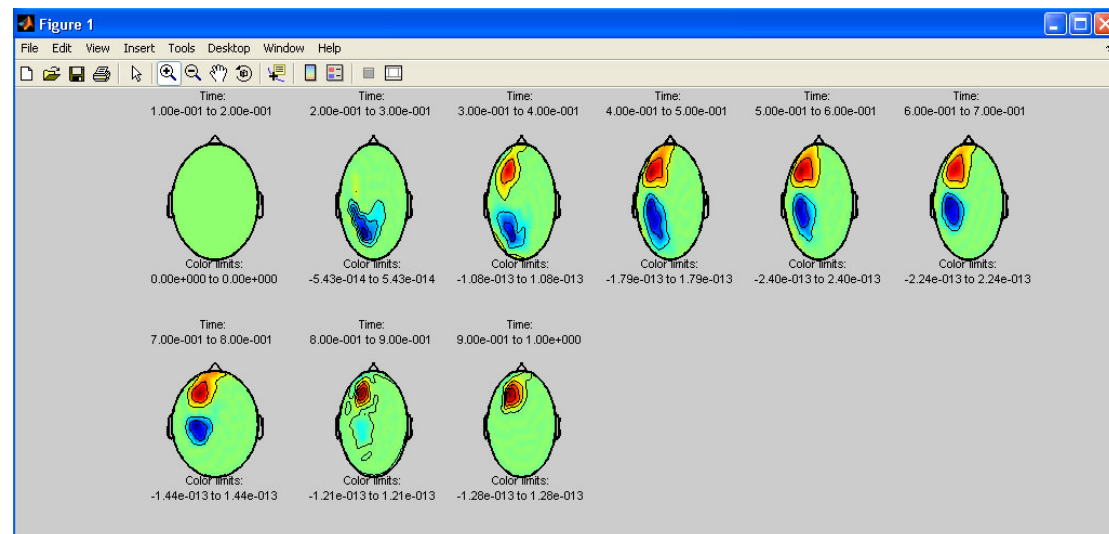 Figure 1
File Edit View Insert Tools Desktop Window Help
Time: Time: Time: Time: Time: Time:
1.00e-001 to 2.00e-001 2.00e-001 to 3.00e-001 3.00e-001 to 4.00e-001 4.00e-001 to 5.00e-001 5.00e-001 to 6.00e-001 6.00e-001 to 7.00e-001
Color limits: Color limits: Color limits: Color limits: Color limits: Color limits:
0.00e+000 to 0.00e+000 -5.43e-014 to 5.43e-014 -1.08e-013 to 1.08e-013 -1.79e-013 to 1.79e-013 -2.40e-013 to 2.40e-013 -2.24e-013 to 2.24e-013
Time: Time: Time:
7.00e-001 to 8.00e-001 8.00e-001 to 9.00e-001 9.00e-001 to 1.00e+000
Color limits: Color limits: Color limits:
-1.44e-013 to 1.44e-013 -1.21e-013 to 1.21e-013 -1.28e-013 to 1.28e-013